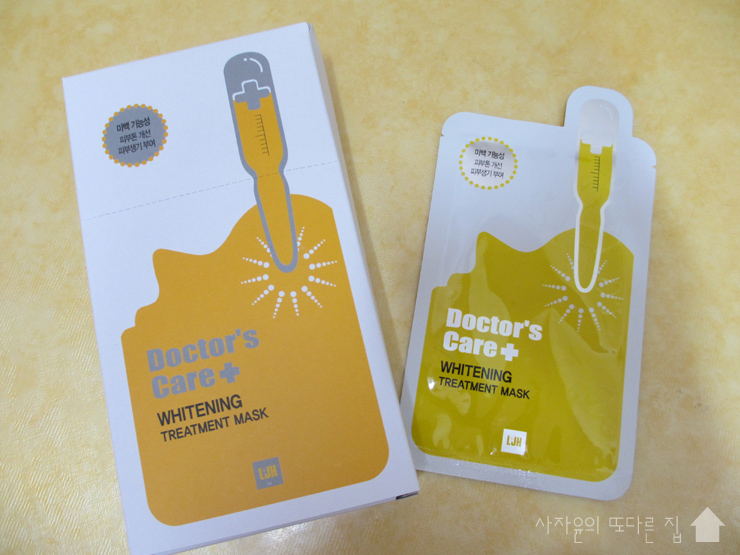 미백 기능성
피부톤 개선
피부생기 부여
Doctor's
Care+
WHITENING
TREATMENT MASK
LJH
미백 기능성
피부톤 개선
피부생기 부여
Doctor's
Care+
WHITENING
TREATMENT MASK
LJH
사자윤의 또다른 집